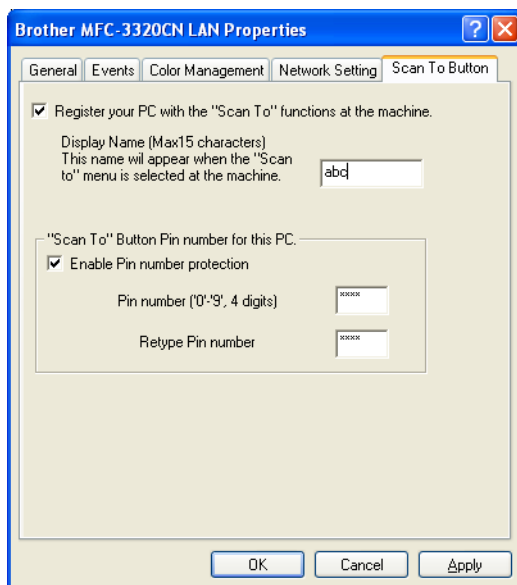 Brother MFC-3320CN LAN Properties
General Events Color Management Network Setting Scan To Button
Register your PC with the "Scan To" functions at the machine.
Display Name (Max15 characters)
This name wil appear when the "Scan
to" menu is selected at the machine.
abc
"Scan To" Button Pin number for this PC.
Enable Pin number protection
Pin number ('0'-'9', 4 digits)
xxxx
Retype Pin number
xxxx
OK Cancel Apply